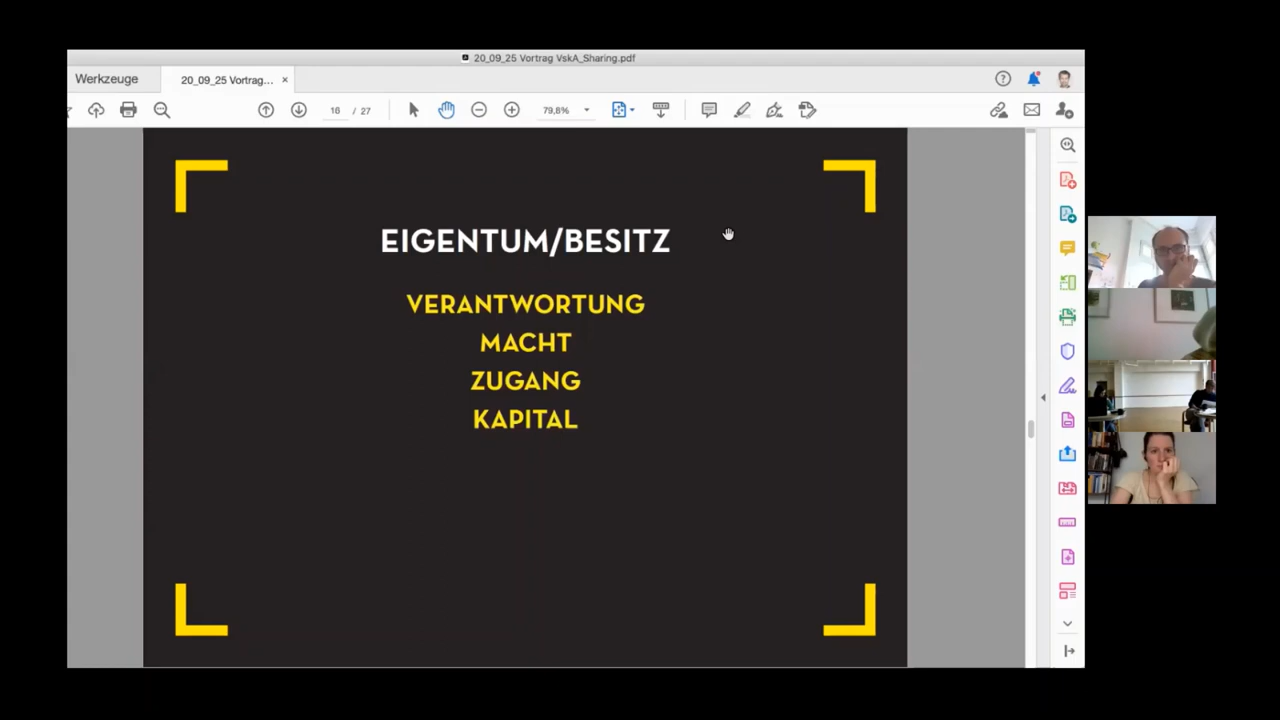 20_09_25 Vortrag VskA_Sharing.pdf
Werkzeuge
20_09_25 Vortrag...
16 / 27
79,8%
EIGENTUM/BESITZ
VERANTWORTUNG
MACHT
ZUGANG
KAPITAL